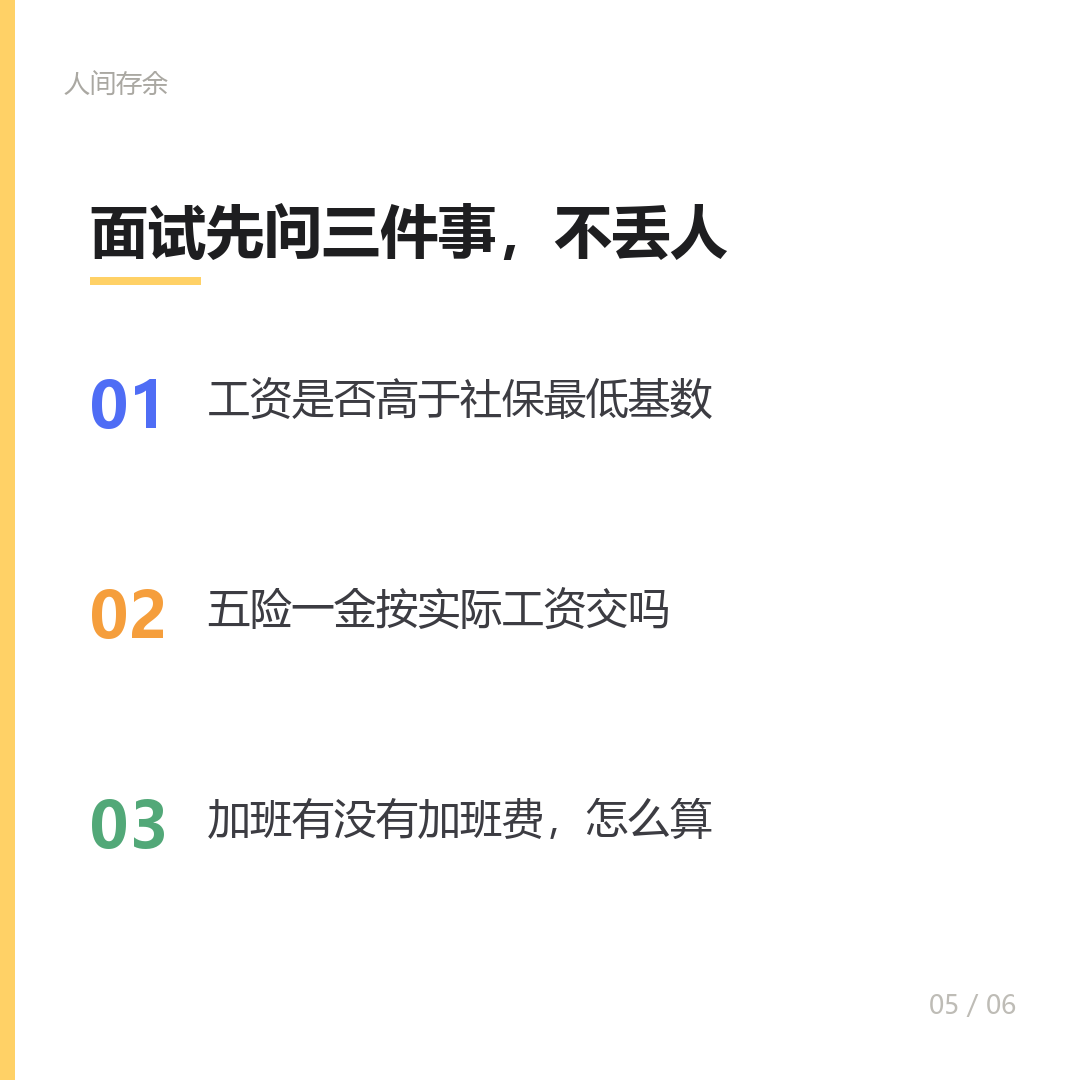 人间存余
面试先问三件事，不丢人
01 工资是否高于社保最低基数
02 五险一金按实际工资交吗
03 加班有没有加班费，怎么算
05 / 06